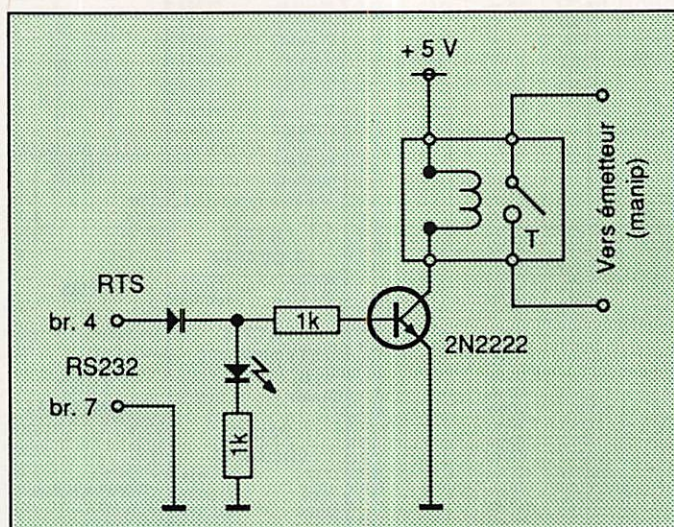 + 5 V
Vers émetteur
(manip)
T
RTS
br. 4
1k
2N2222
RS232
br. 7
1k